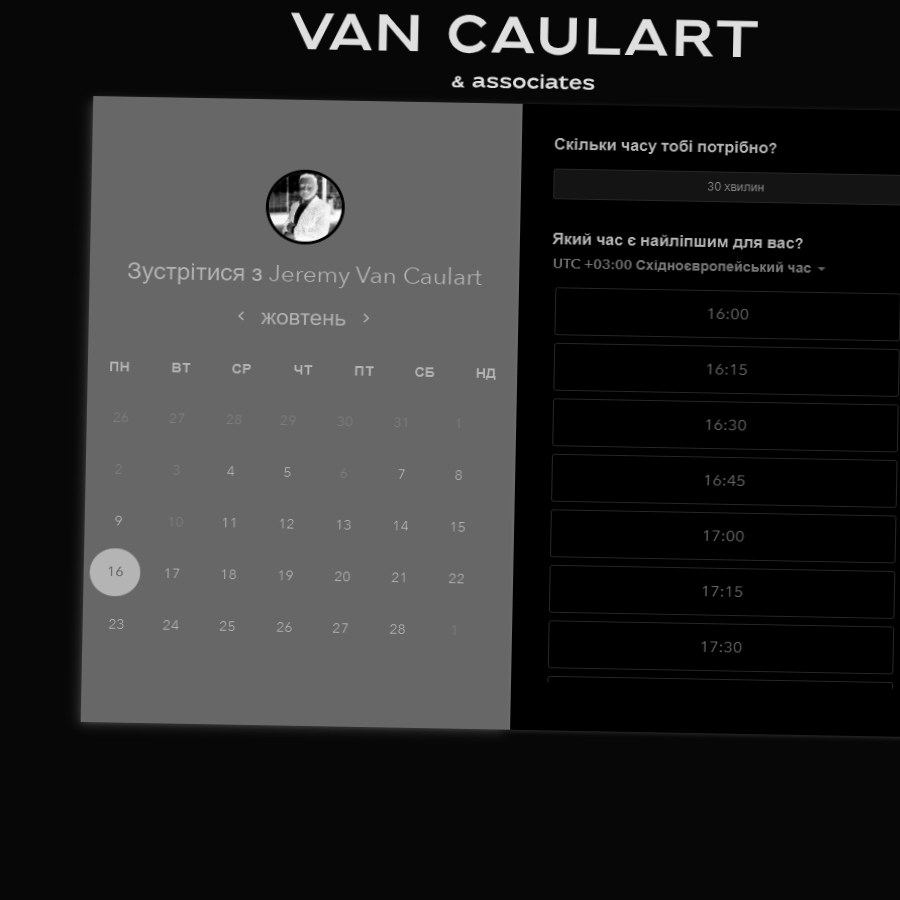 VAN CAULART
& associates
Зустрітися з Jeremy Van Caulart
жовтень
ПН ВТ СР ЧТ ПТ СБ НД
26 27 28 29 30 31 1
2 3 4 5 6 7 8
9 10 11 12 13 14 15
16 17 18 19 20 21 22
23 24 25 26 27 28 1
Скільки часу тобі потрібно?
30 хвилин
Який час є найліпшим для вас?
UTC +03:00 Східноєвропейський час
16:00
16:15
16:30
16:45
17:00
17:15
17:30